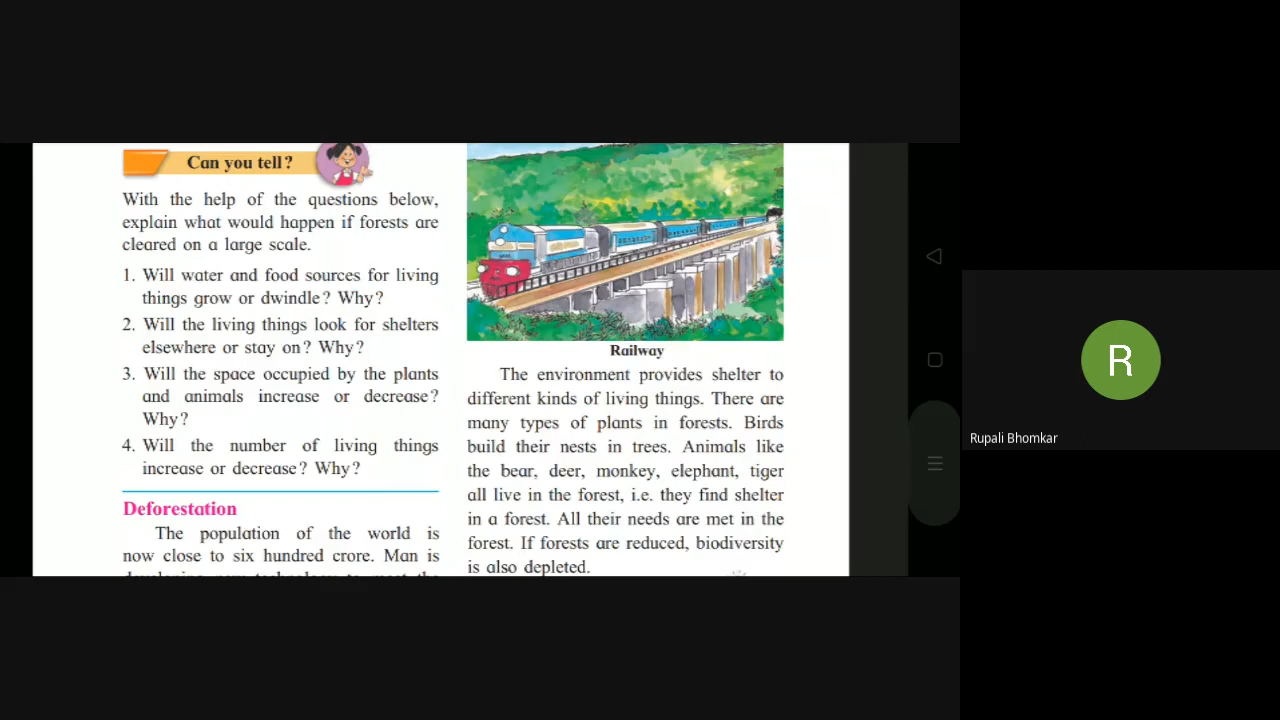 Can you tell?
With the help of the questions below,
explain what would happen if forests are
cleared on a large scale.
1. Will water and food sources for living
things grow or dwindle? Why?
2. Will the living things look for shelters
elsewhere or stay on? Why?
3. Will the space occupied by the plants
and animals increase or decrease?
Why?
4. Will the number of living things
increase or decrease? Why?
Deforestation
The population of the world is
now close to six hundred crore. Man is
Railway
The environment provides shelter to
different kinds of living things. There are
many types of plants in forests. Birds
build their nests in trees. Animals like
the bear, deer, monkey, elephant, tiger
all live in the forest, i.e. they find shelter
in a forest. All their needs are met in the
forest. If forests are reduced, biodiversity
is also depleted.
R
Rupali Bhomkar